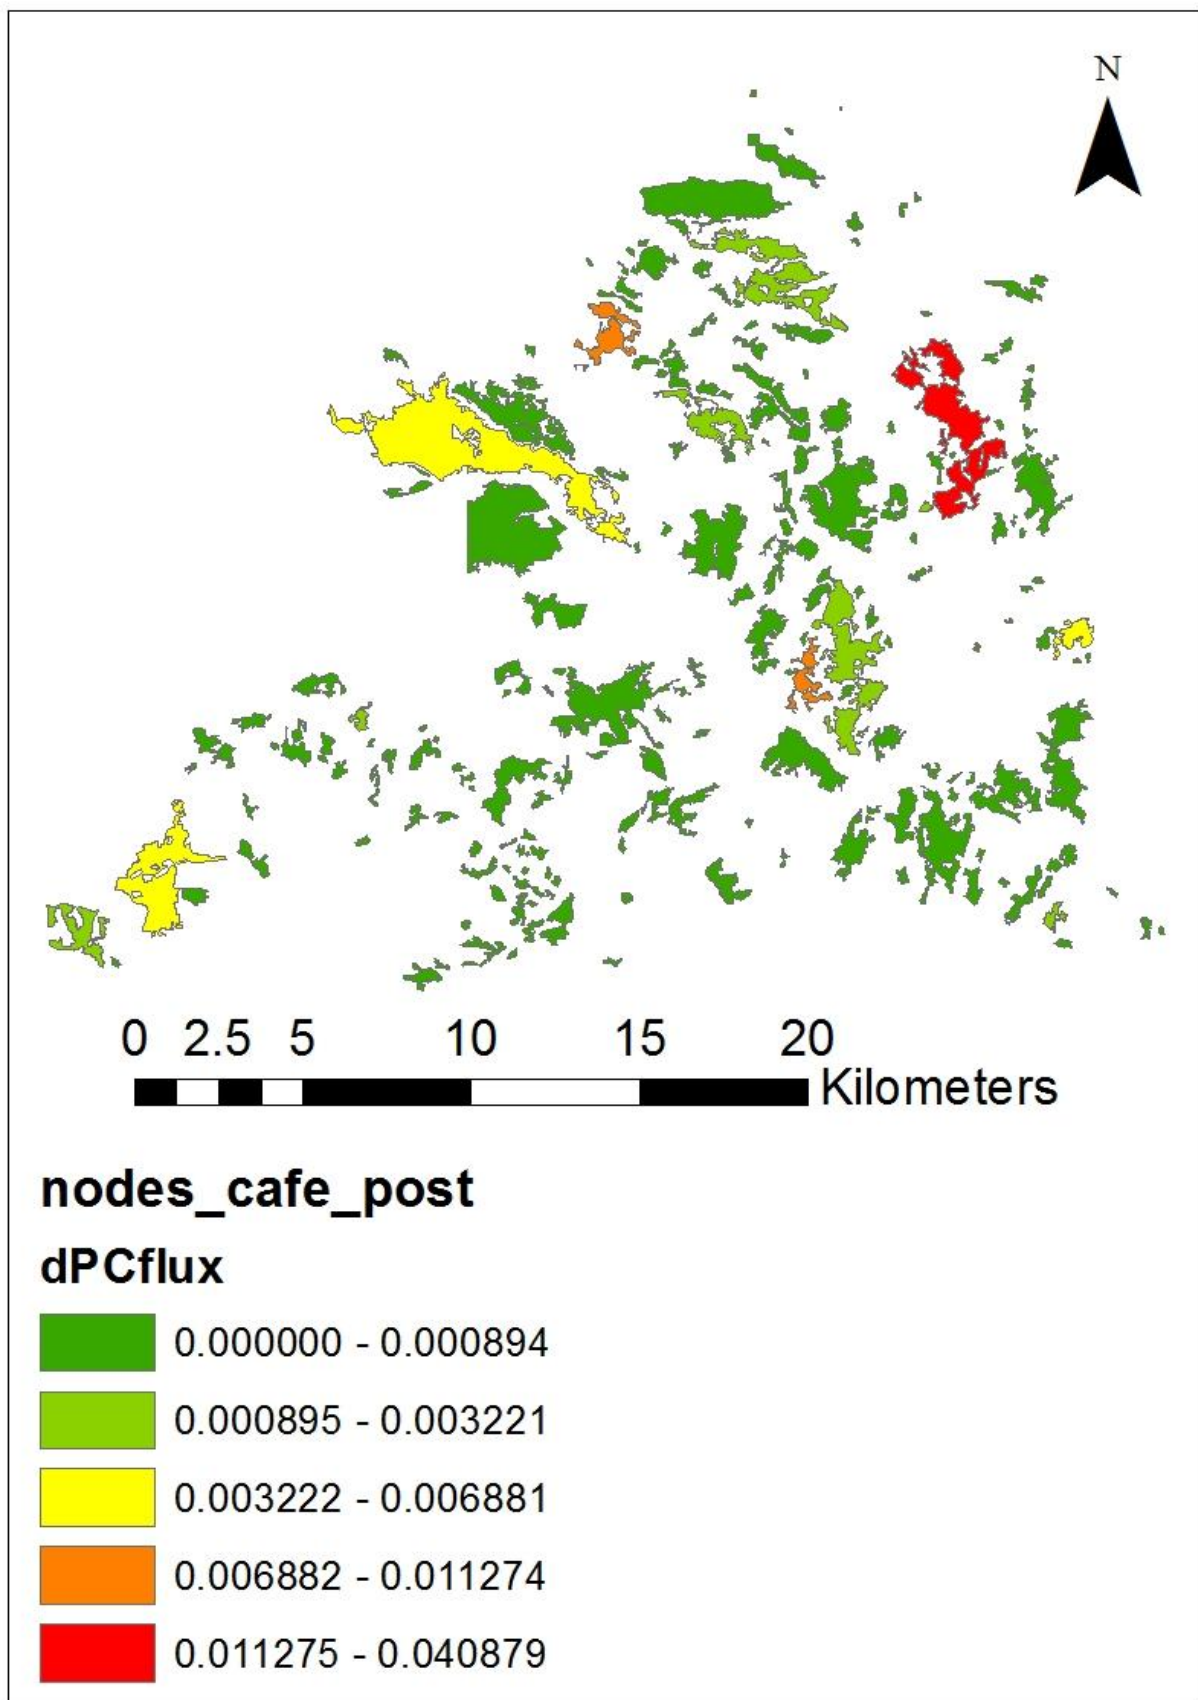 N
0 2.5 5 10 15 20
Kilometers
nodes_cafe_post
dPCflux
0.000000 - 0.000894
0.000895 - 0.003221
0.003222 - 0.006881
0.006882 - 0.011274
0.011275 - 0.040879